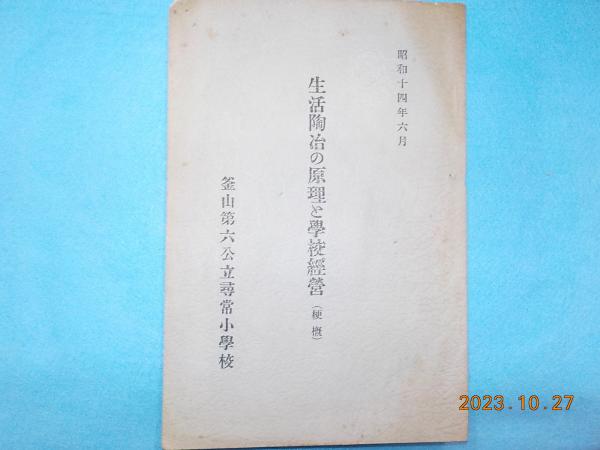 昭和十四年六月
生活陶冶の原理と學校經營(梗概)
釜山第六公立尋常小學校
2023.10.27